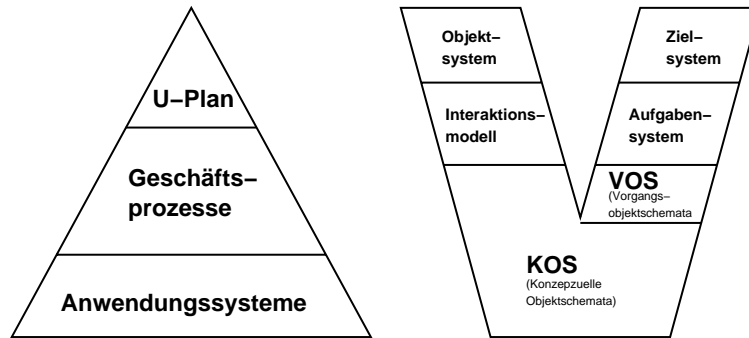 U−Plan
Geschäfts−
prozesse
Anwendungssysteme
Objekt−
system
Interaktions−
modell
Ziel−
system
Aufgaben−
system
VOS
(Vorgangs−
objektschemata
KOS
(Konzepzuelle
Objektschemata)